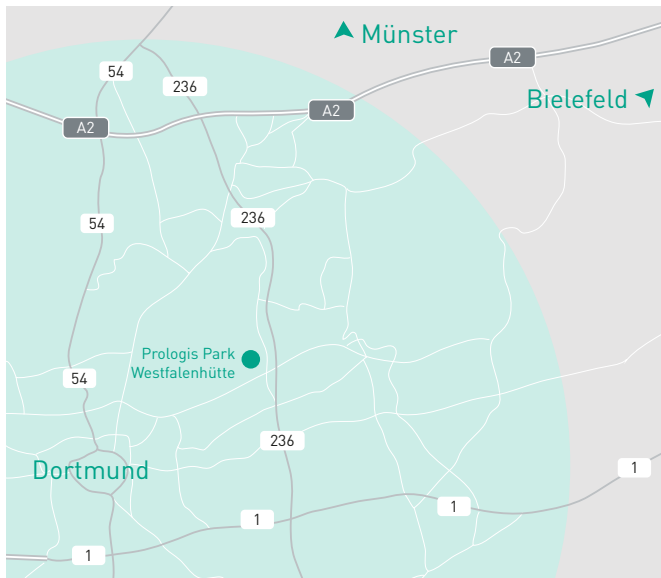 Münster
A2
54
236
Bielefeld
A2
A2
236
54
Prologis Park
Westfalenhütte
54
236
Dortmund
1
1
1
1